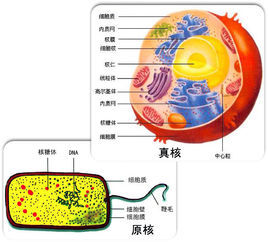 细胞质
内质网
核膜
细胞核
核仁
线粒体
高尔基体
内质网
核糖体
细胞膜
中心粒
真核
核糖体
DNA
细胞质
细胞壁
细胞膜
鞭毛
原核